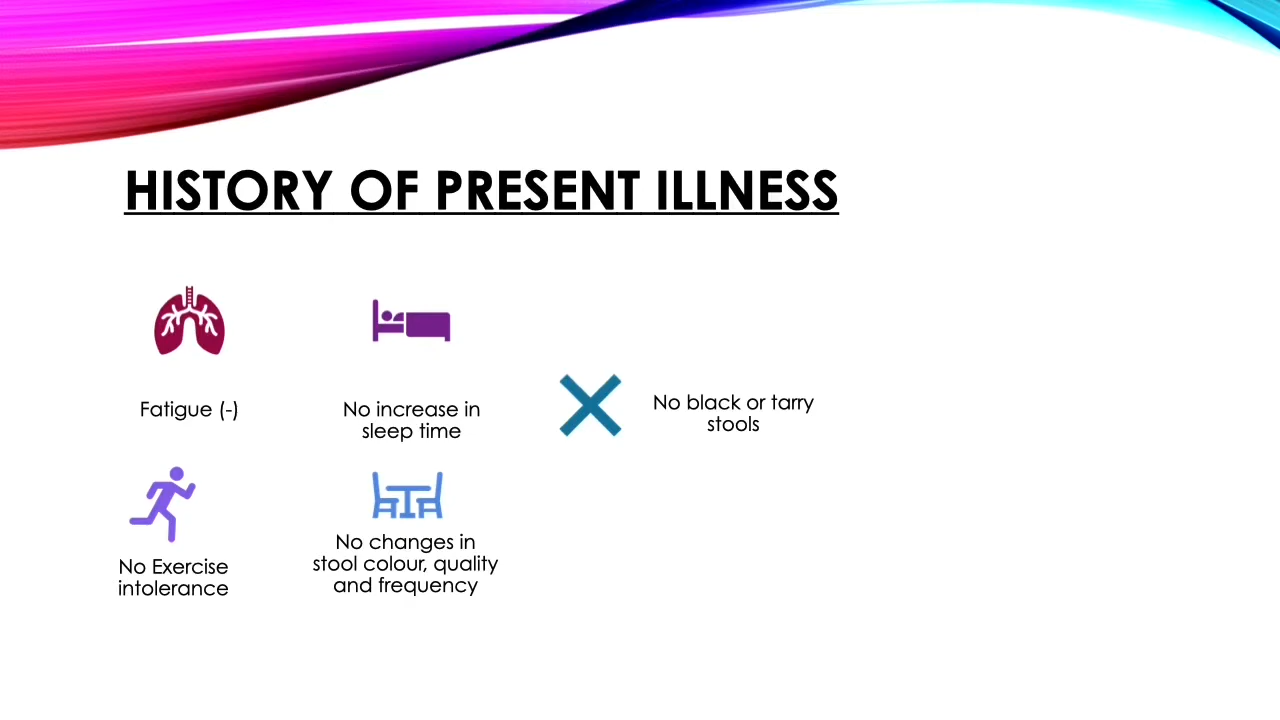 HISTORY OF PRESENT ILLNESS
Fatigue (-)
No increase in
sleep time
No black or tarry
stools
No Exercise
intolerance
No changes in
stool colour, quality
and frequency